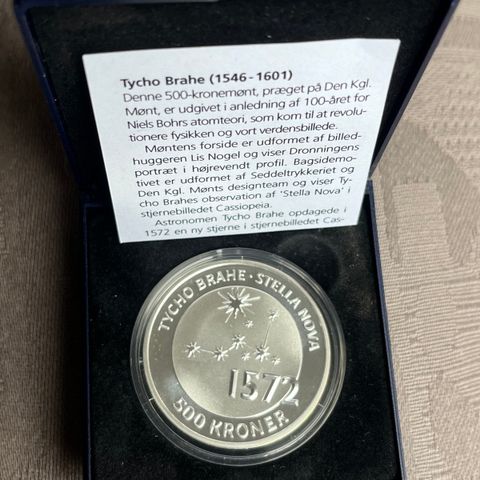 Tycho Brahe (1546-1601)
Denne 500-kronemønt, præget på Den Kgl.
Mønt, er udgivet i anledning af 100-året for
Niels Bohrs atomteori, som kom til at revolu-
tionere fysikken og vort verdensbillede.
Møntens forside er udformet af billed-
huggeren Lis Nogel og viser Dronningens
portræt i højrevendt profil. Bagsidemo-
tivet er udformet af Seddeltrykkeriet og
Den Kgl. Mønts designteam og viser Ty-
cho Brahes observation af 'Stella Nova' i
stjernebilledet Cassiopeia.
Astronomen Tycho Brahe opdagede i
1572 en ny stjerne i stjernebilledet Cas-
TYCHO BRAHE · STELLA NOVA
1572
500 KRONER